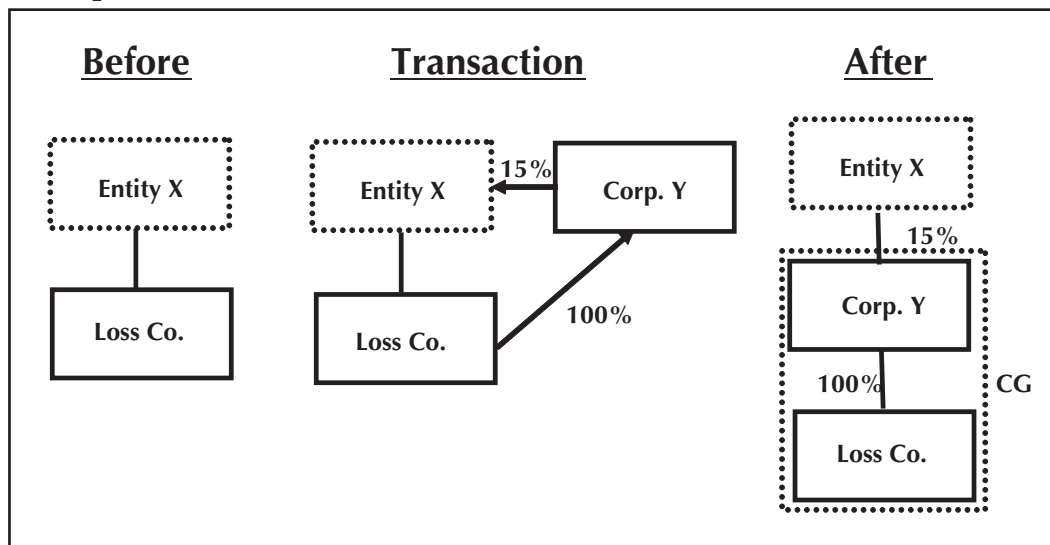 Before
Transaction
After
Entity X
Loss Co.
Entity X
15%
Corp. Y
Loss Co.
100%
Entity X
15%
Corp. Y
100%
CG
Loss Co.